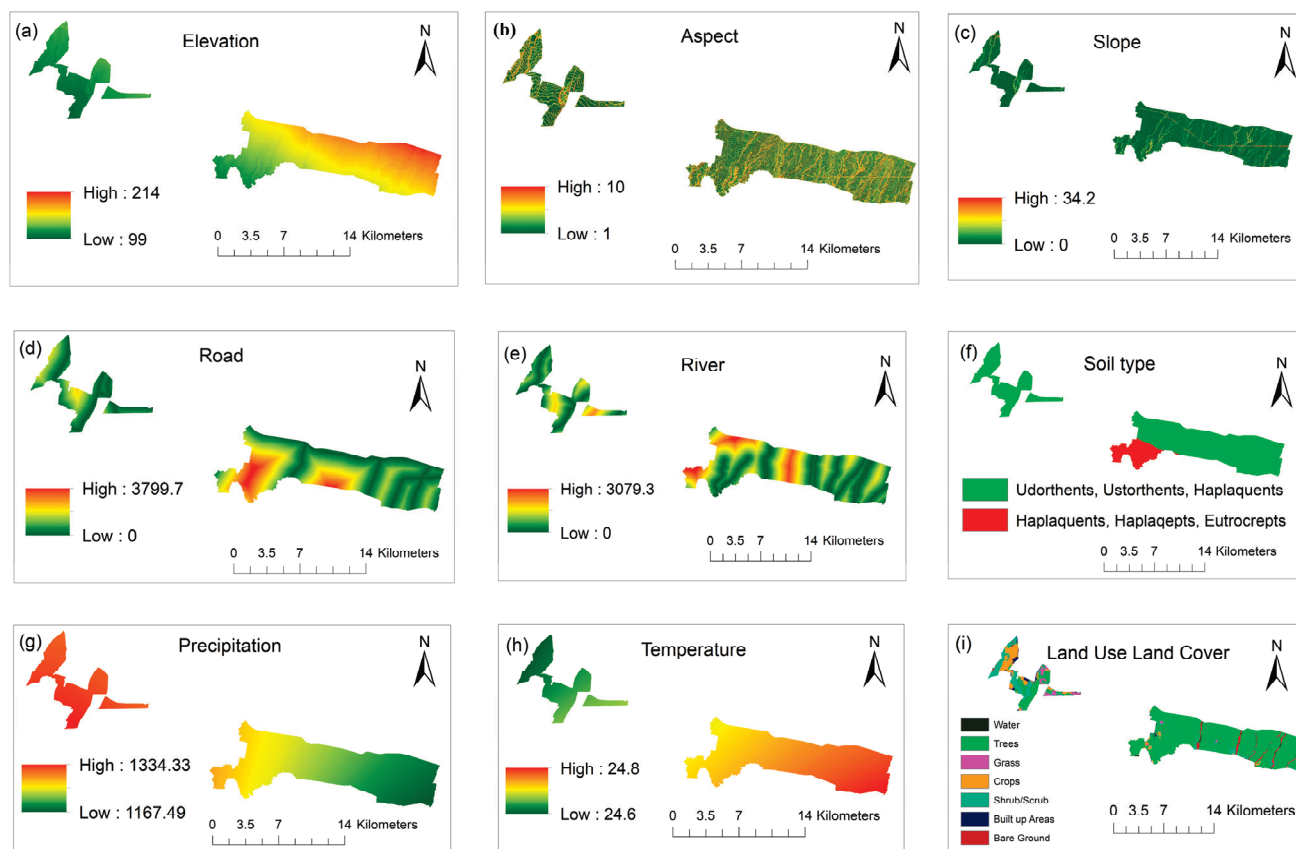 (a)
Elevation
N
High : 214
Low : 99
0 3.5 7 14 Kilometers
(h)
Aspect
N
High : 10
Low : 1
0 3.5 7 14 Kilometers
(c)
Slope
N
High : 34.2
Low : 0
0 3.5 7 14 Kilometers
(d)
Road
N
High : 3799.7
Low : 0
0 3.5 7 14 Kilometers
(e)
River
N
High : 3079.3
Low : 0
0 3.5 7 14 Kilometers
(f)
Soil type
N
Udorthents, Ustorthents, Haplaquents
Haplaquents, Haplaqepts, Eutrocrepts
0 3.5 7 14 Kilometers
(g)
Precipitation
N
High : 1334.33
Low : 1167.49
0 3.5 7 14 Kilometers
(h)
Temperature
N
High : 24.8
Low : 24.6
0 3.5 7 14 Kilometers
(i)
Land Use Land Cover
N
Water
Trees
Grass
Crops
Shrub/Scrub
Built up Areas
Bare Ground
0 3.5 7 14 Kilometers